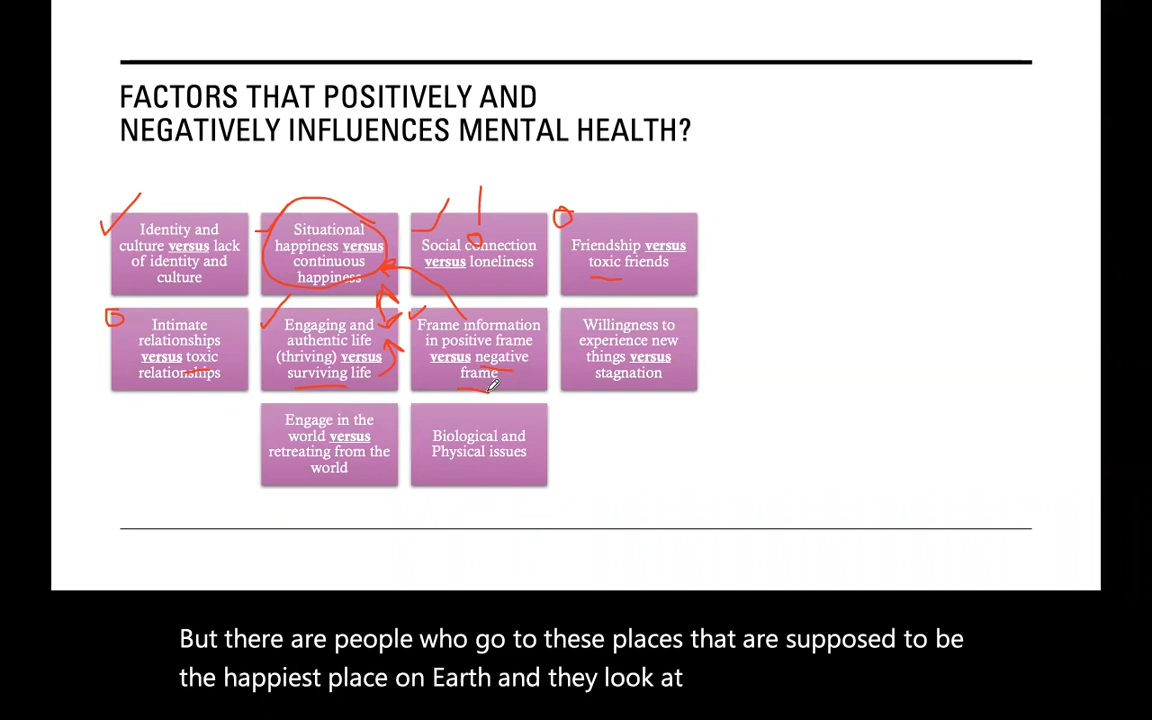 FACTORS THAT POSITIVELY AND
NEGATIVELY INFLUENCES MENTAL HEALTH?
Identity and
culture versus lack
of identity and
culture
Situational
happiness versus
continuous
happiness
Social connection
versus loneliness
Friendship versus
toxic friends
Intimate
relationships
versus toxic
relationships
Engaging and
authentic life
(thriving) versus
surviving life
Frame information
in positive frame
versus negative
frame
Willingness to
experience new
things versus
stagnation
Engage in the
world versus
retreating from the
world
Biological and
Physical issues
But there are people who go to these places that are supposed to be
the happiest place on Earth and they look at